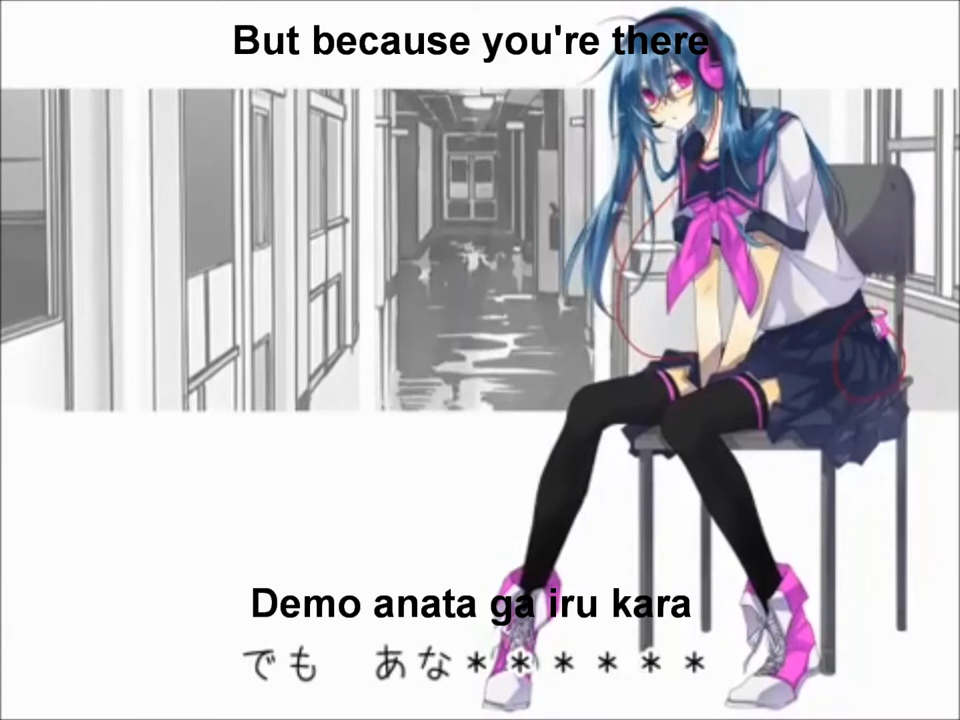 But because you're there
Demo anata ga iru kara
でも　あな＊＊＊＊＊＊